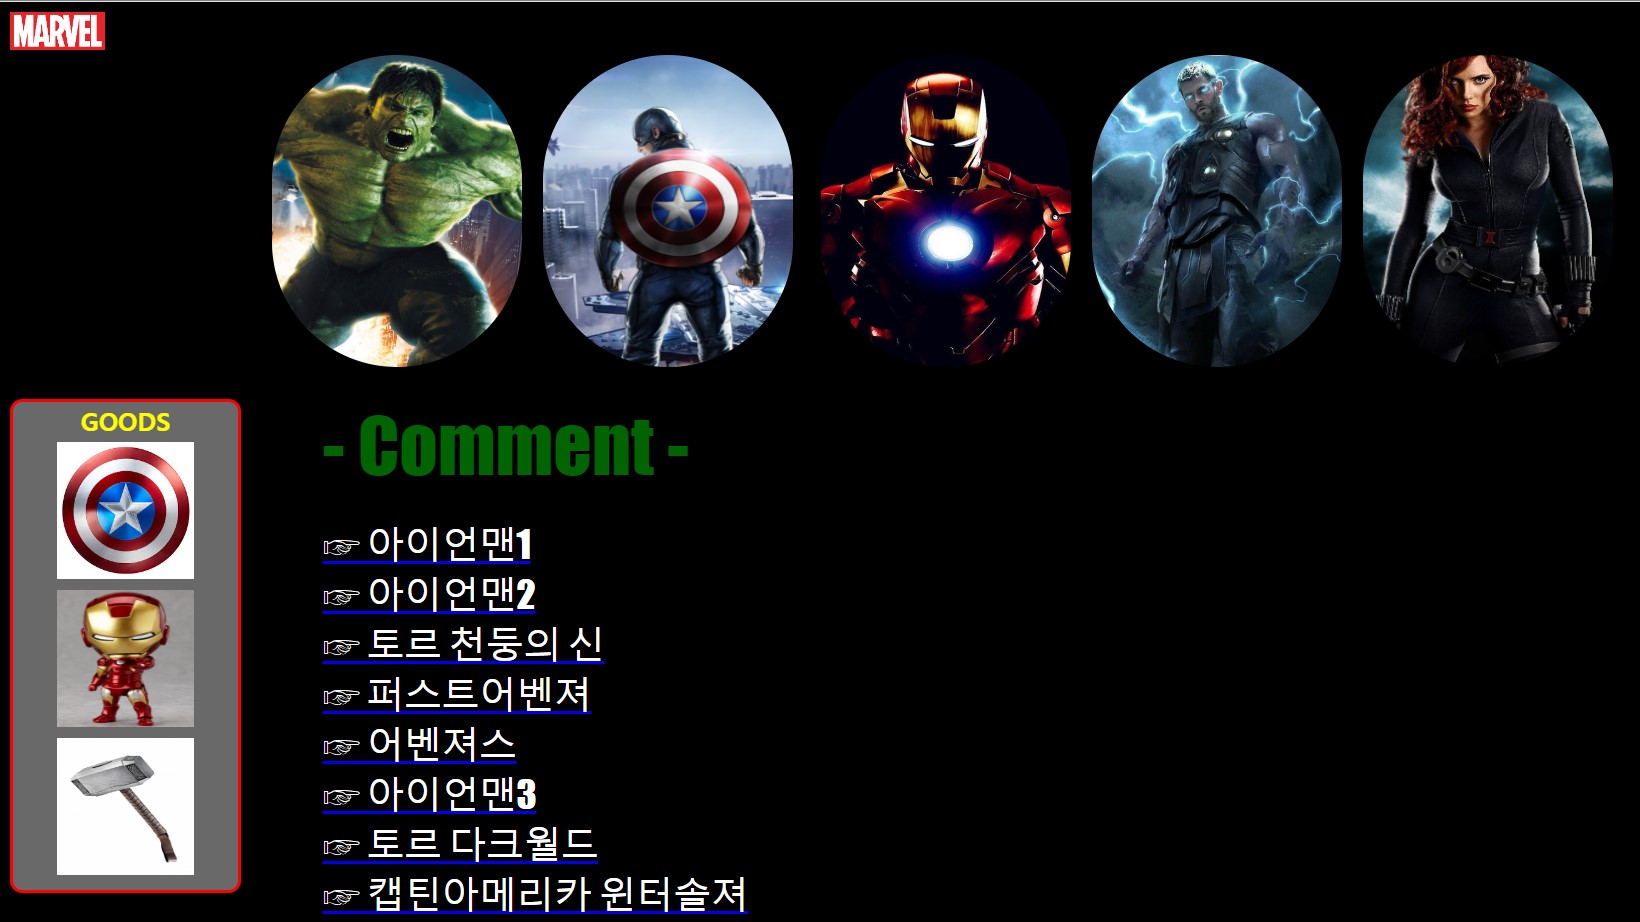 MARVEL
GOODS
- Comment -
☞ 아이언맨1
☞ 아이언맨2
☞ 토르 천둥의 신
☞ 퍼스트어벤져
☞ 어벤져스
☞ 아이언맨3
☞ 토르 다크월드
☞ 캡틴아메리카 윈터솔져